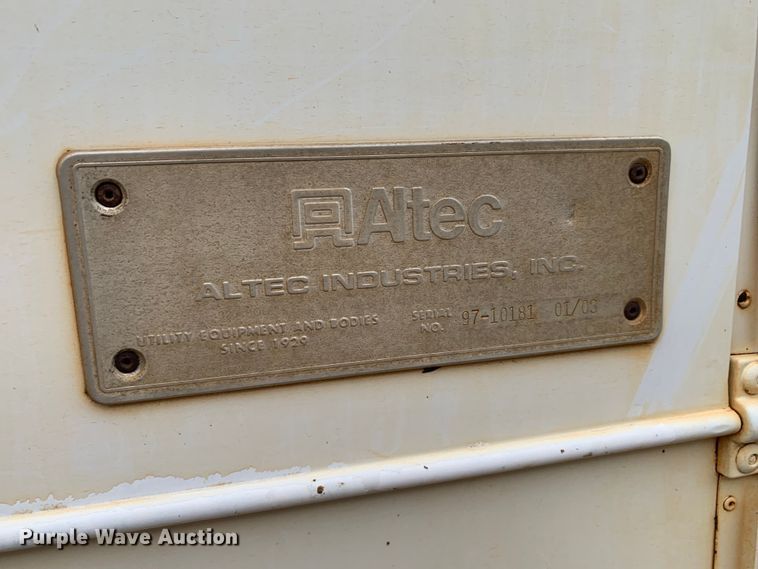 Altec
ALTEC INDUSTRIES, INC.
UTILITY EQUIPMENT AND BODIES
SINCE 1929
SERIAL
NO.
97-10181 01/03
Purple Wave Auction